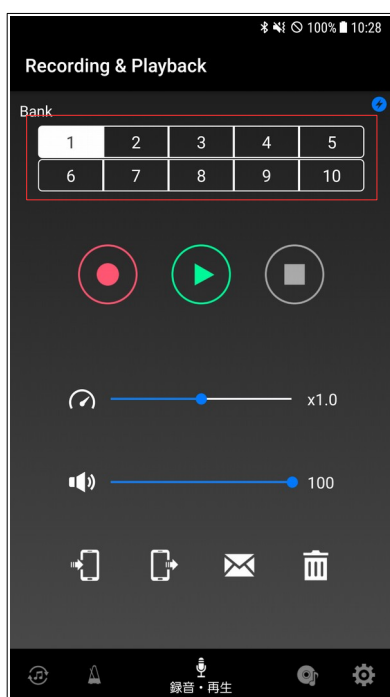 100% 10:28
Recording & Playback
Bank
1 2 3 4 5
6 7 8 9 10
x1.0
100
録音・再生